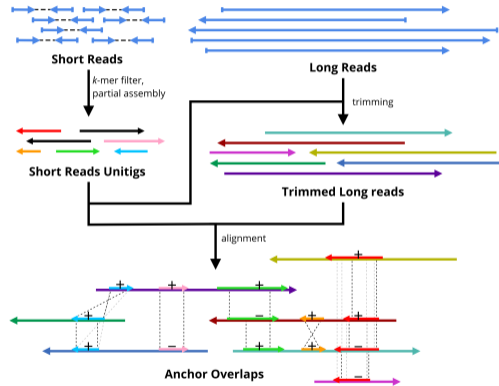 Short Reads
Long Reads
k-mer filter,
partial assembly
trimming
Short Reads Unitigs
Trimmed Long reads
alignment
+
+ + +
+ − + +
+ − + + −
−
Anchor Overlaps